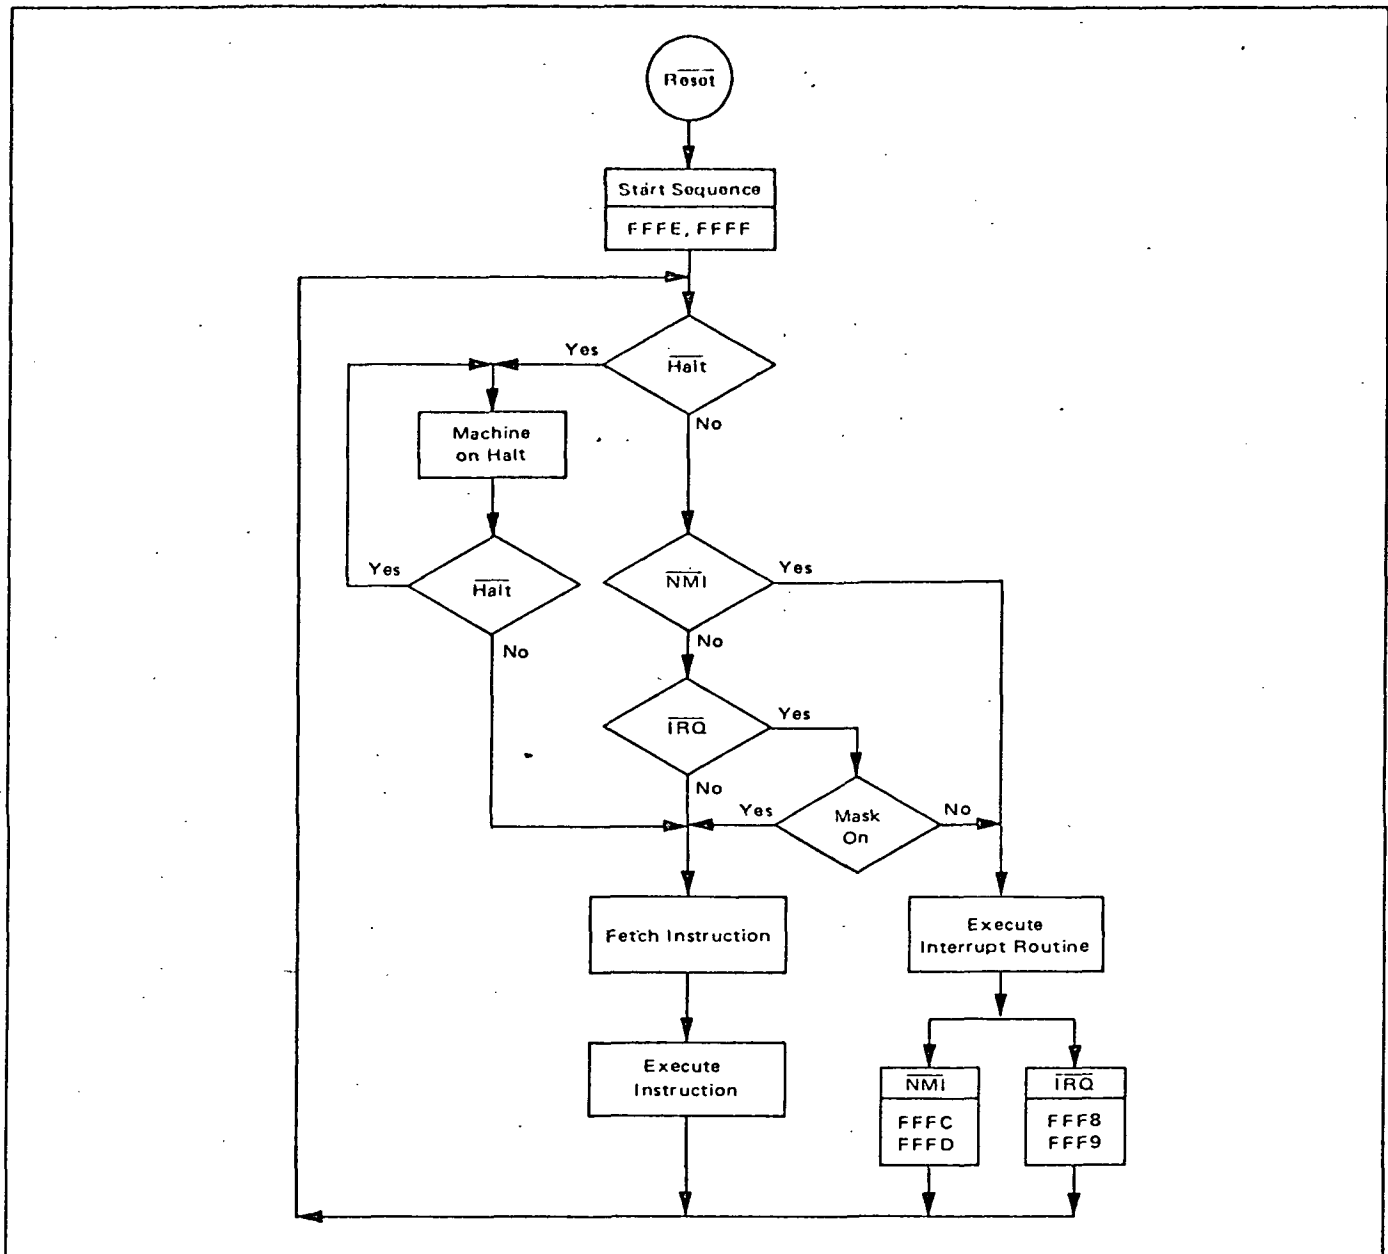 Reset
Start Sequence
FFFE, FFFF
Yes
Halt
No
Machine
on Halt
Yes
Halt
No
NMI
Yes
No
IRQ
Yes
No
Yes
Mask
On
No
Fetch Instruction
Execute
Interrupt Routine
Execute
Instruction
NMI
FFFC
FFFD
IRQ
FFF8
FFF9